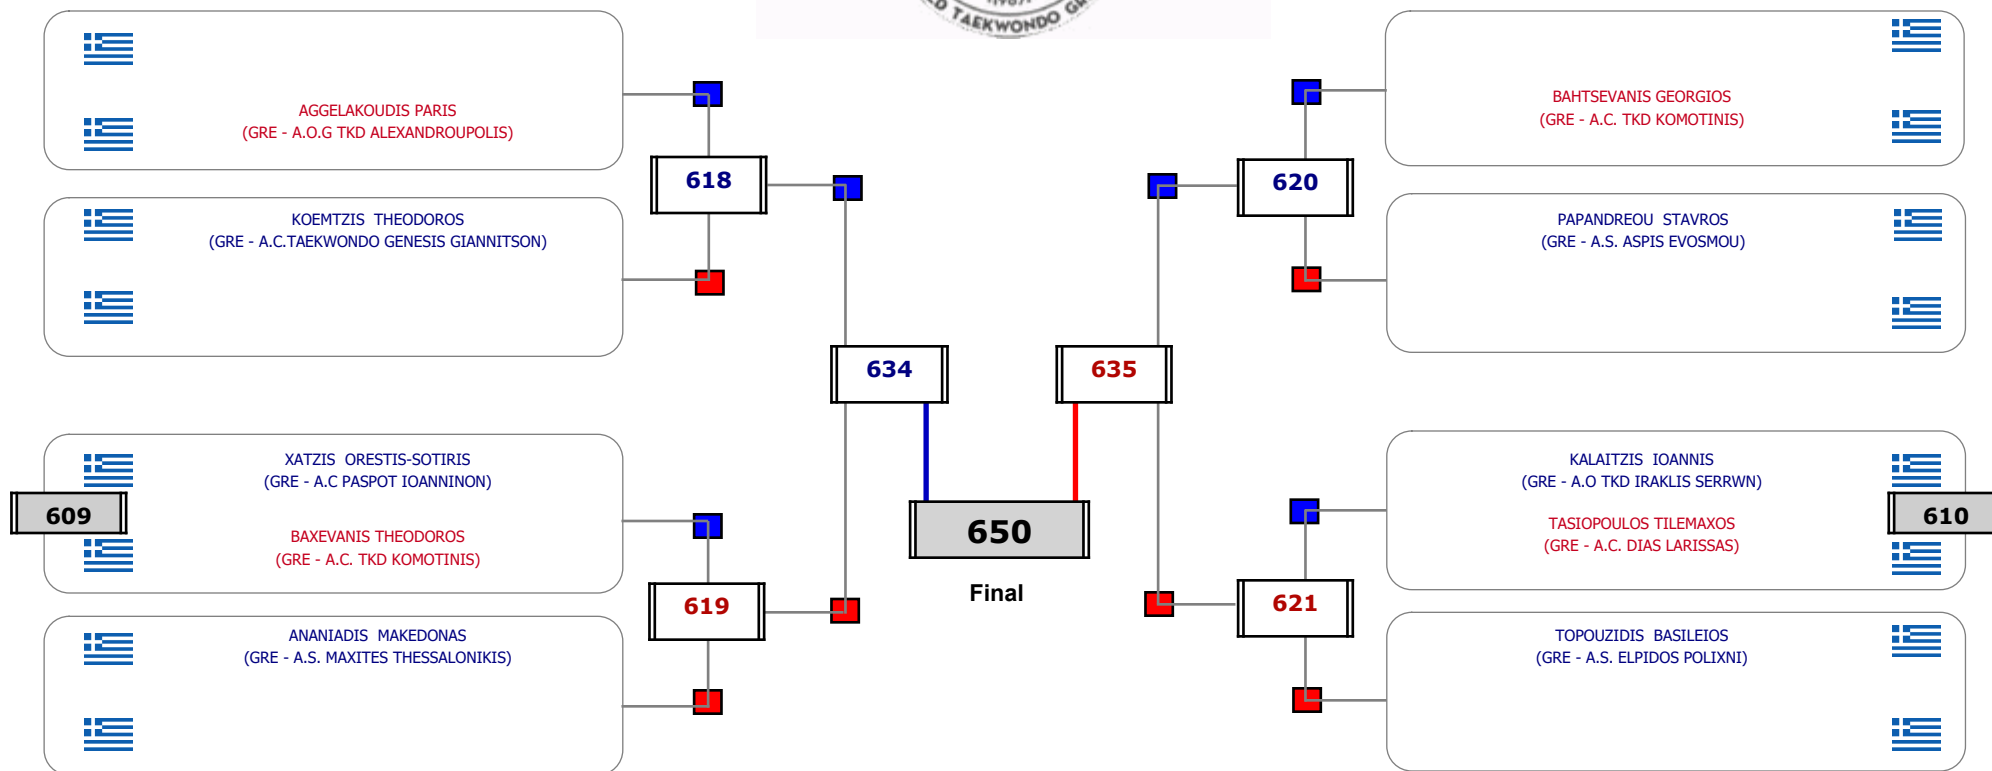 TAEKWONDO
AGGELAKOUDIS PARIS
(GRE - A.O.G TKD ALEXANDROUPOLIS)
BAHTSEVANIS GEORGIOS
(GRE - A.C. TKD KOMOTINIS)
618
620
KOEMTZIS THEODOROS
(GRE - A.C.TAEKWONDO GENESIS GIANNITSON)
PAPANDREOU STAVROS
(GRE - A.S. ASPIS EVOSMOU)
634
635
XATZIS ORESTIS-SOTIRIS
(GRE - A.C PASPOT IOANNINON)
609
BAXEVANIS THEODOROS
(GRE - A.C. TKD KOMOTINIS)
650
Final
KALAITZIS IOANNIS
(GRE - A.O TKD IRAKLIS SERRWN)
610
TASIOPOULOS TILEMAXOS
(GRE - A.C. DIAS LARISSAS)
619
621
ANANIADIS MAKEDONAS
(GRE - A.S. MAXITES THESSALONIKIS)
TOPOUZIDIS BASILEIOS
(GRE - A.S. ELPIDOS POLIXNI)